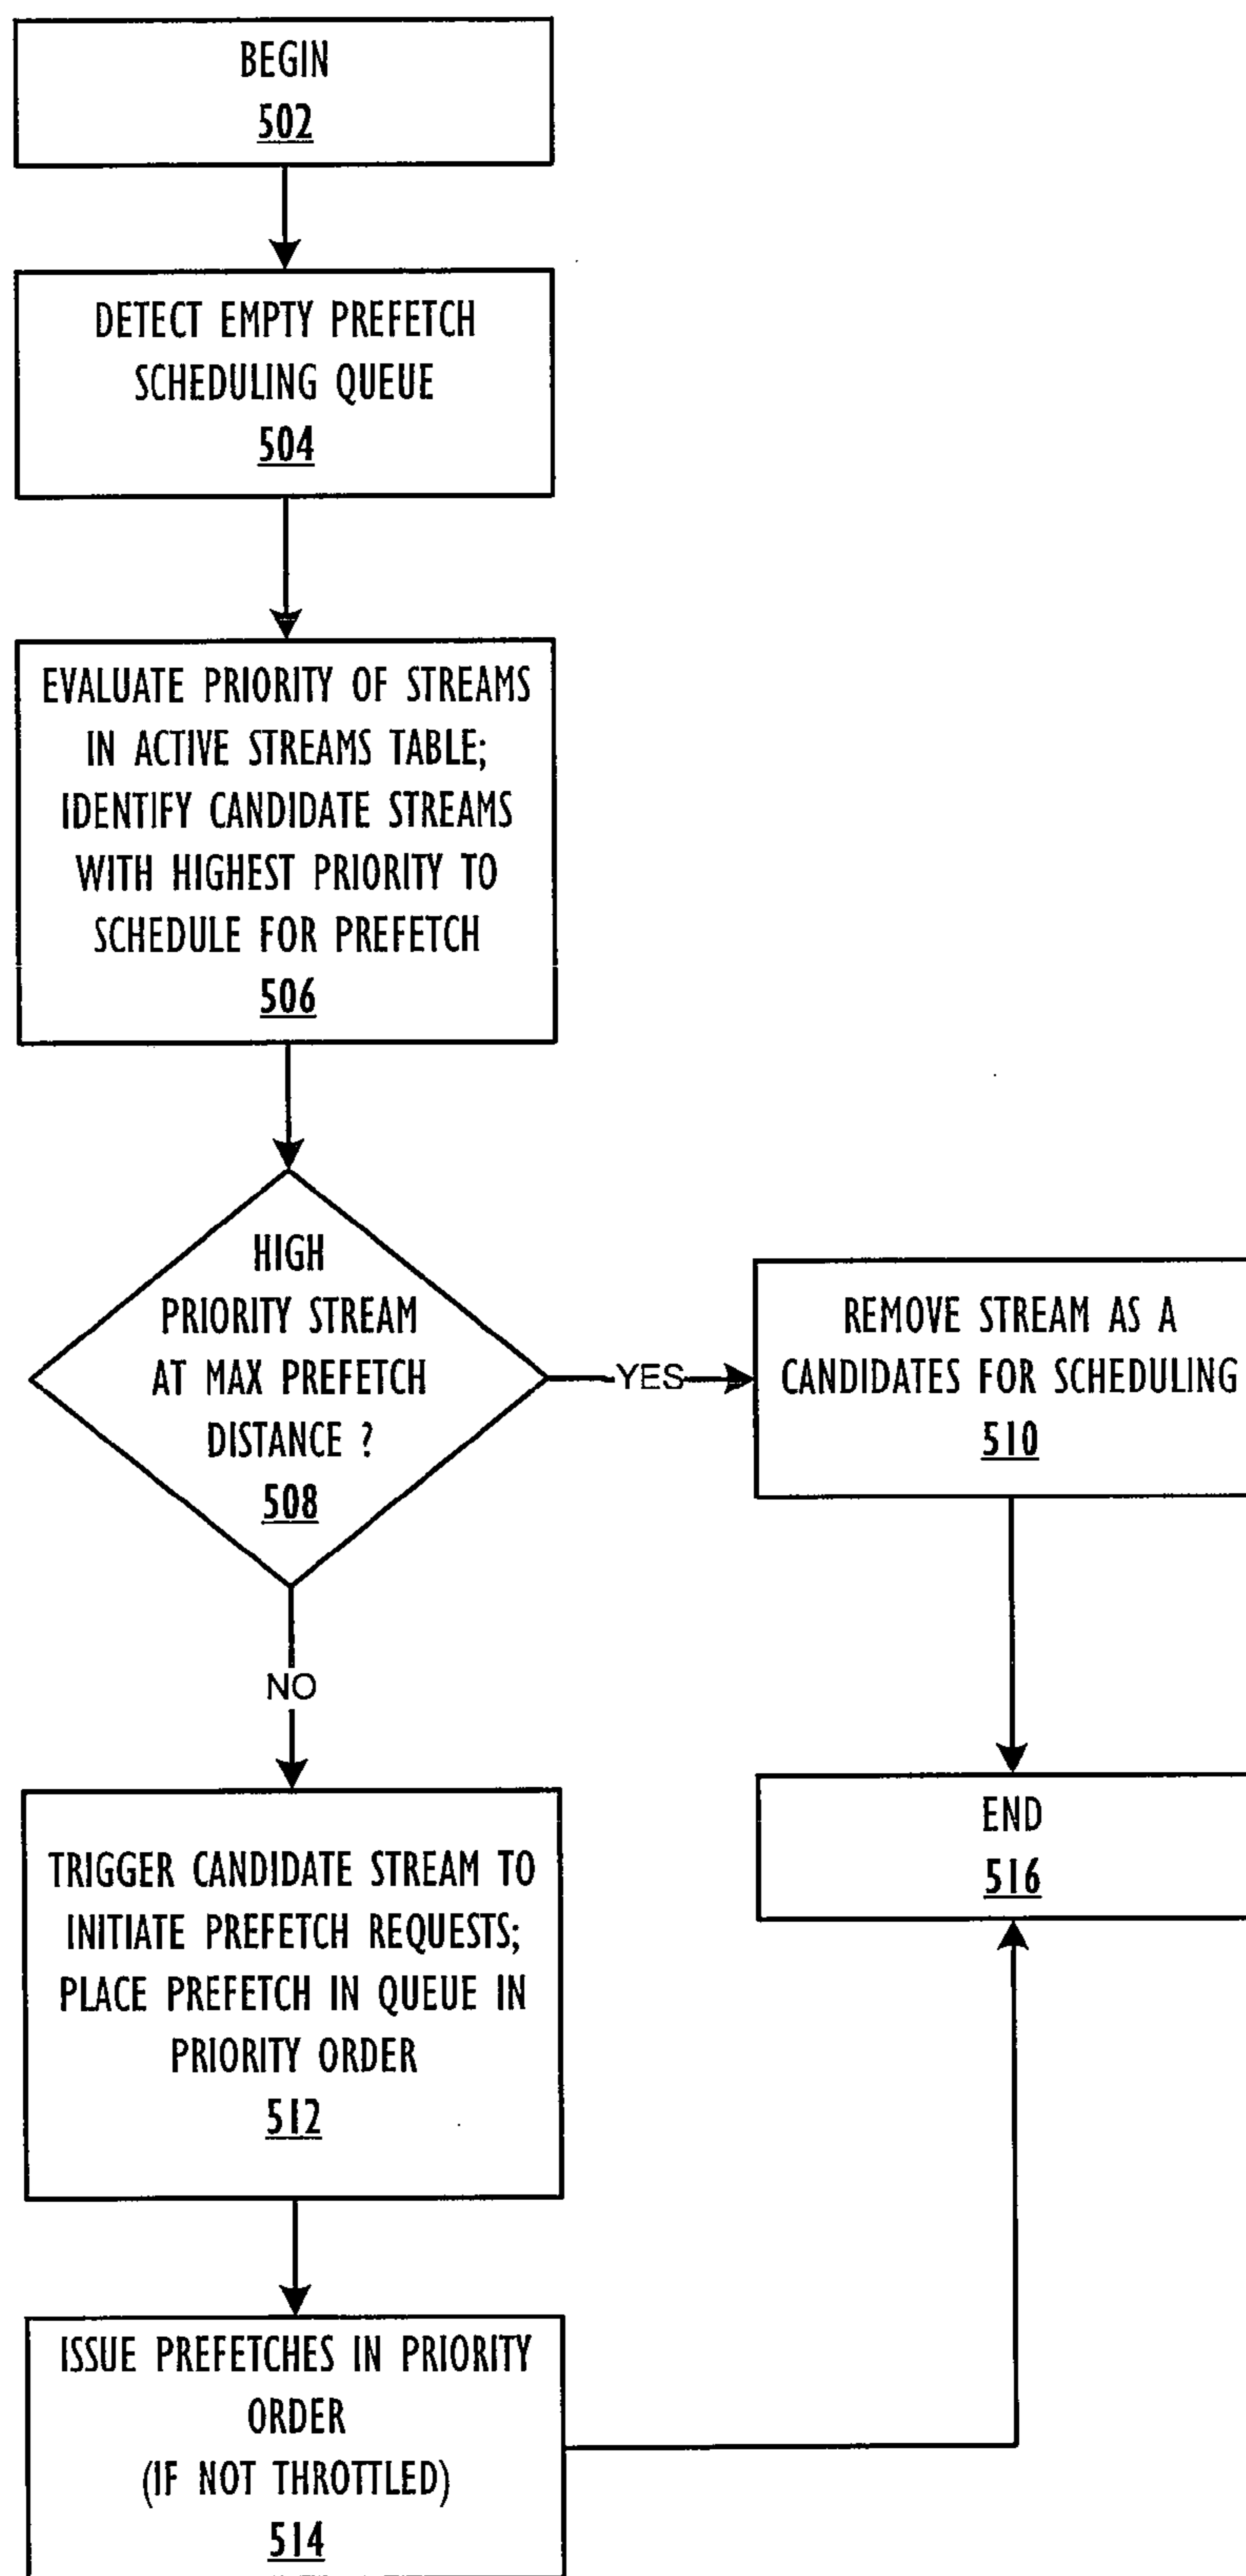 BEGIN
502
DETECT EMPTY PREFETCH
SCHEDULING QUEUE
504
EVALUATE PRIORITY OF STREAMS
IN ACTIVE STREAMS TABLE;
IDENTIFY CANDIDATE STREAMS
WITH HIGHEST PRIORITY TO
SCHEDULE FOR PREFETCH
506
HIGH
PRIORITY STREAM
AT MAX PREFETCH
DISTANCE ?
508
YES
REMOVE STREAM AS A
CANDIDATES FOR SCHEDULING
510
NO
TRIGGER CANDIDATE STREAM TO
INITIATE PREFETCH REQUESTS;
PLACE PREFETCH IN QUEUE IN
PRIORITY ORDER
512
END
516
ISSUE PREFETCHES IN PRIORITY
ORDER
(IF NOT THROTTLED)
514